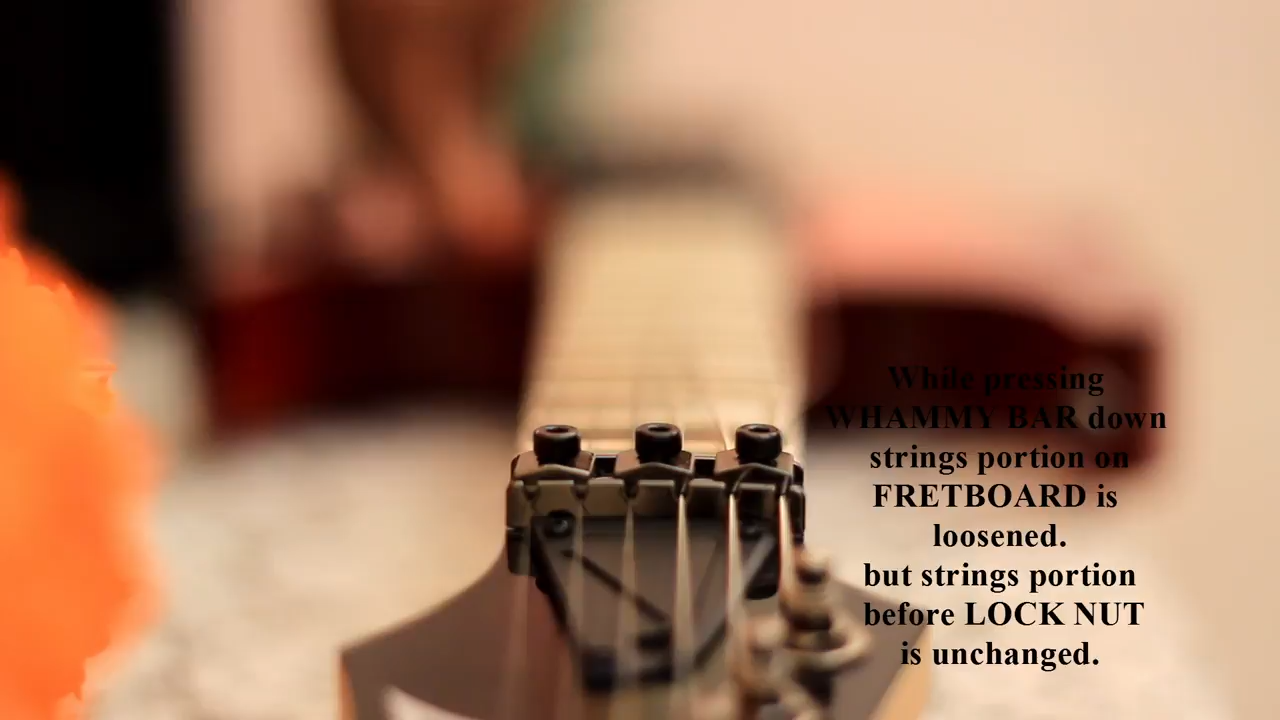 While pressing
WHAMMY BAR down
strings portion on
FRETBOARD is
loosened.
but strings portion
before LOCK NUT
is unchanged.